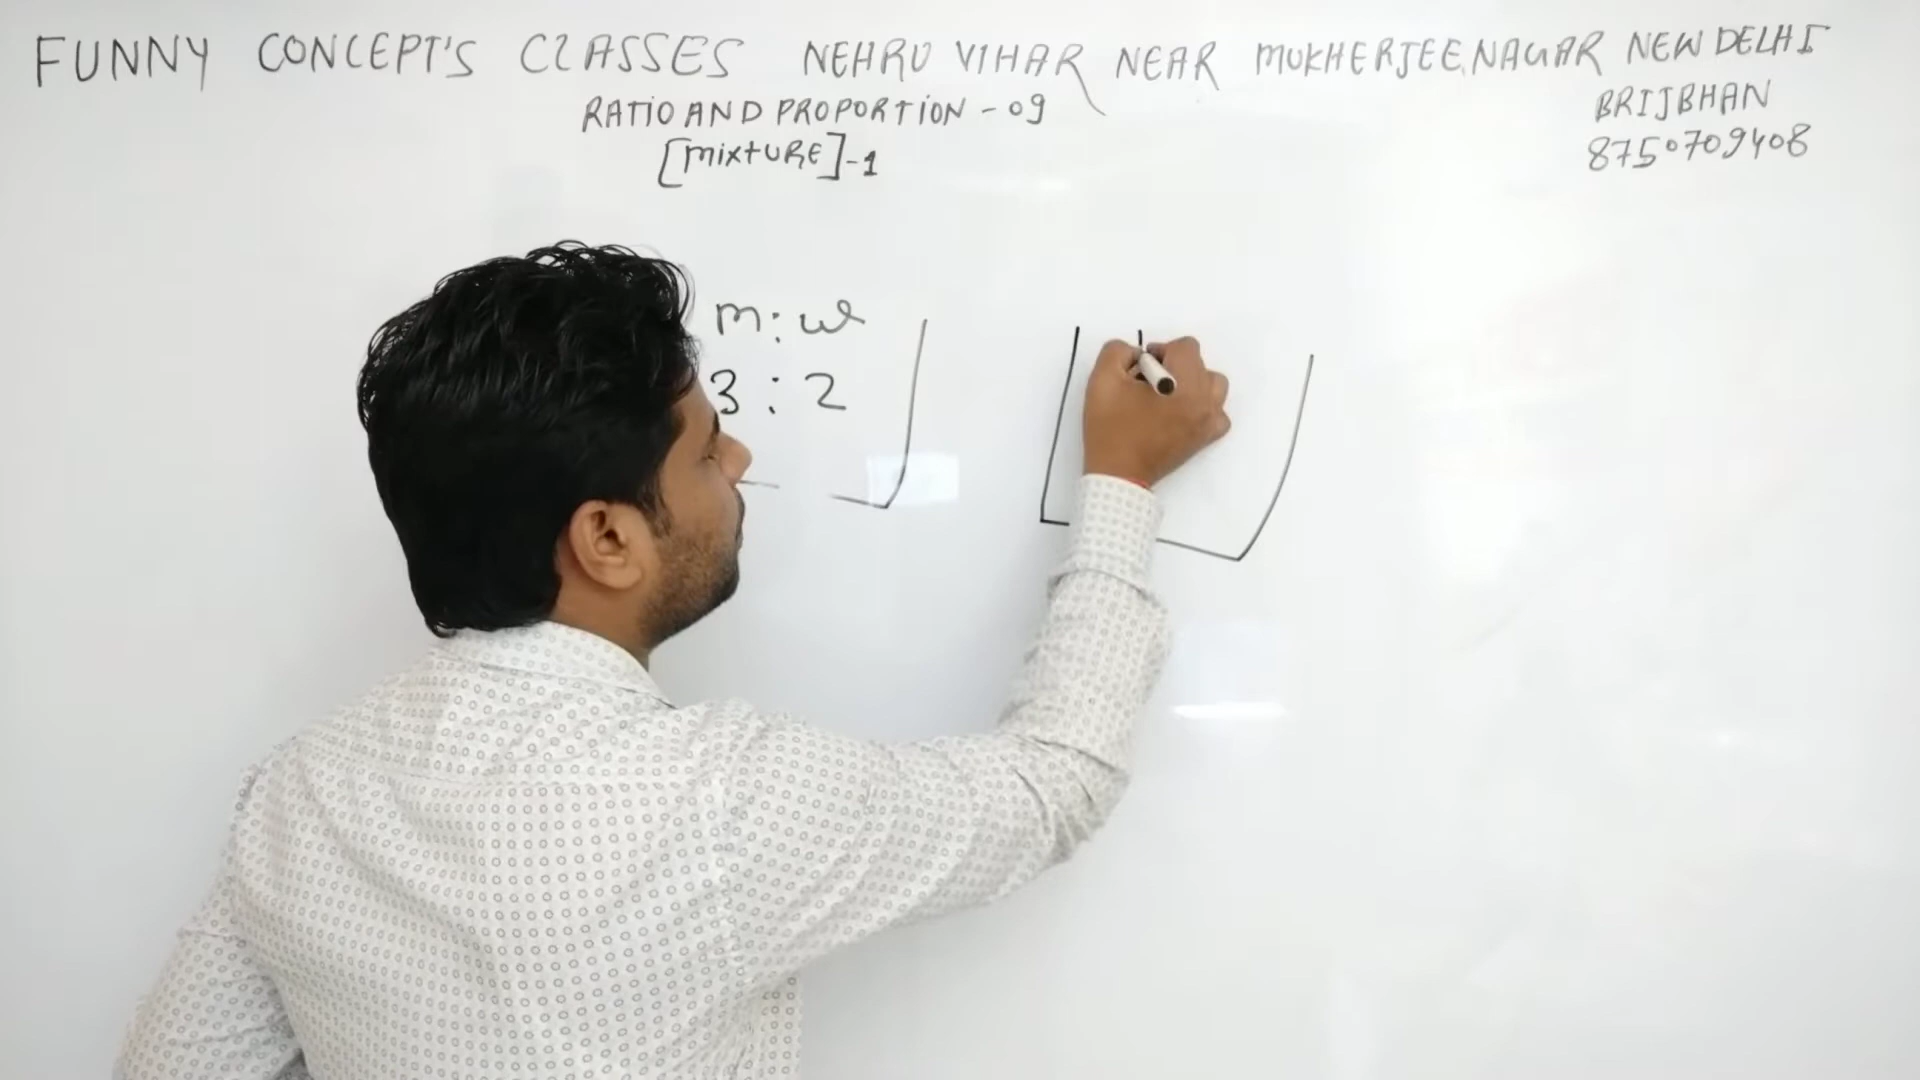 FUNNY CONCEPT'S CLASSES NEHRU VIHAR NEAR MUKHERJEE NAGAR NEW DELHI
RATIO AND PROPORTION - 09
BRIJBHAN
[MIXTURE]-1
8750709408
m : w
3 : 2